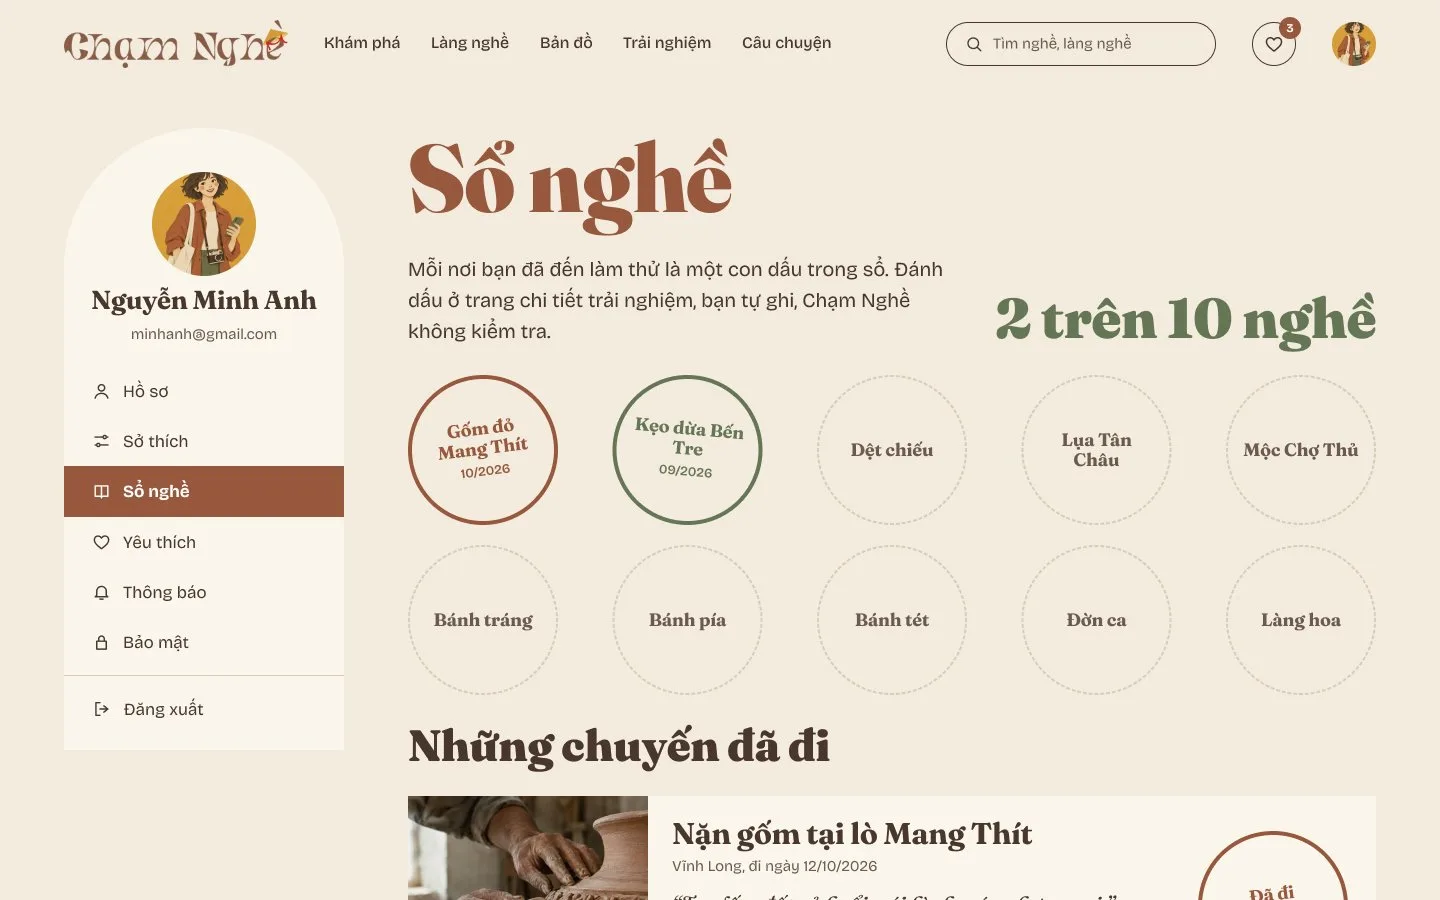 Chạm Nghề
Khám phá
Làng nghề
Bản đồ
Trải nghiệm
Câu chuyện
Tìm nghề, làng nghề
3
Nguyễn Minh Anh
minhanh@gmail.com
Hồ sơ
Sở thích
Sổ nghề
Yêu thích
Thông báo
Bảo mật
Đăng xuất
Sổ nghề
Mỗi nơi bạn đã đến làm thử là một con dấu trong sổ. Đánh
dấu ở trang chi tiết trải nghiệm, bạn tự ghi, Chạm Nghề
không kiểm tra.
2 trên 10 nghề
Gốm đỏ
Mang Thít
10/2026
Kẹo dừa Bến
Tre
09/2026
Dệt chiếu
Lụa Tân
Châu
Mộc Chợ Thủ
Bánh tráng
Bánh pía
Bánh tét
Đờn ca
Làng hoa
Những chuyến đã đi
Nặn gốm tại lò Mang Thít
Vĩnh Long, đi ngày 12/10/2026
Đã đi